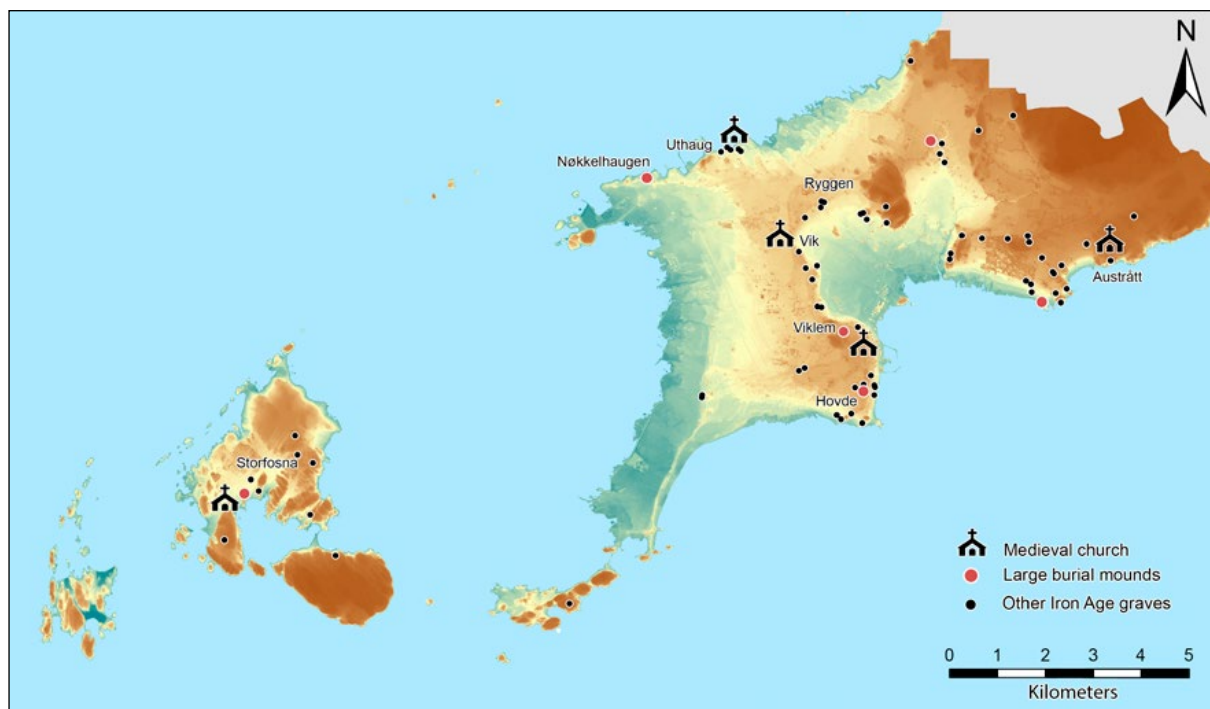 N
Uthaug
Nøkkelhaugen
Ryggen
Vik
Austrått
Viklem
Hovde
Storfosna
Medieval church
Large burial mounds
Other Iron Age graves
0 1 2 3 4 5
Kilometers